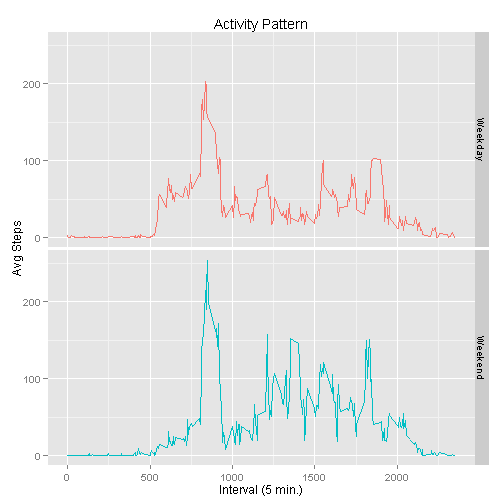 Activity Pattern
Avg Steps
200
100
0
Weekday
200
100
0
Weekend
0 500 1000 1500 2000
Interval (5 min.)